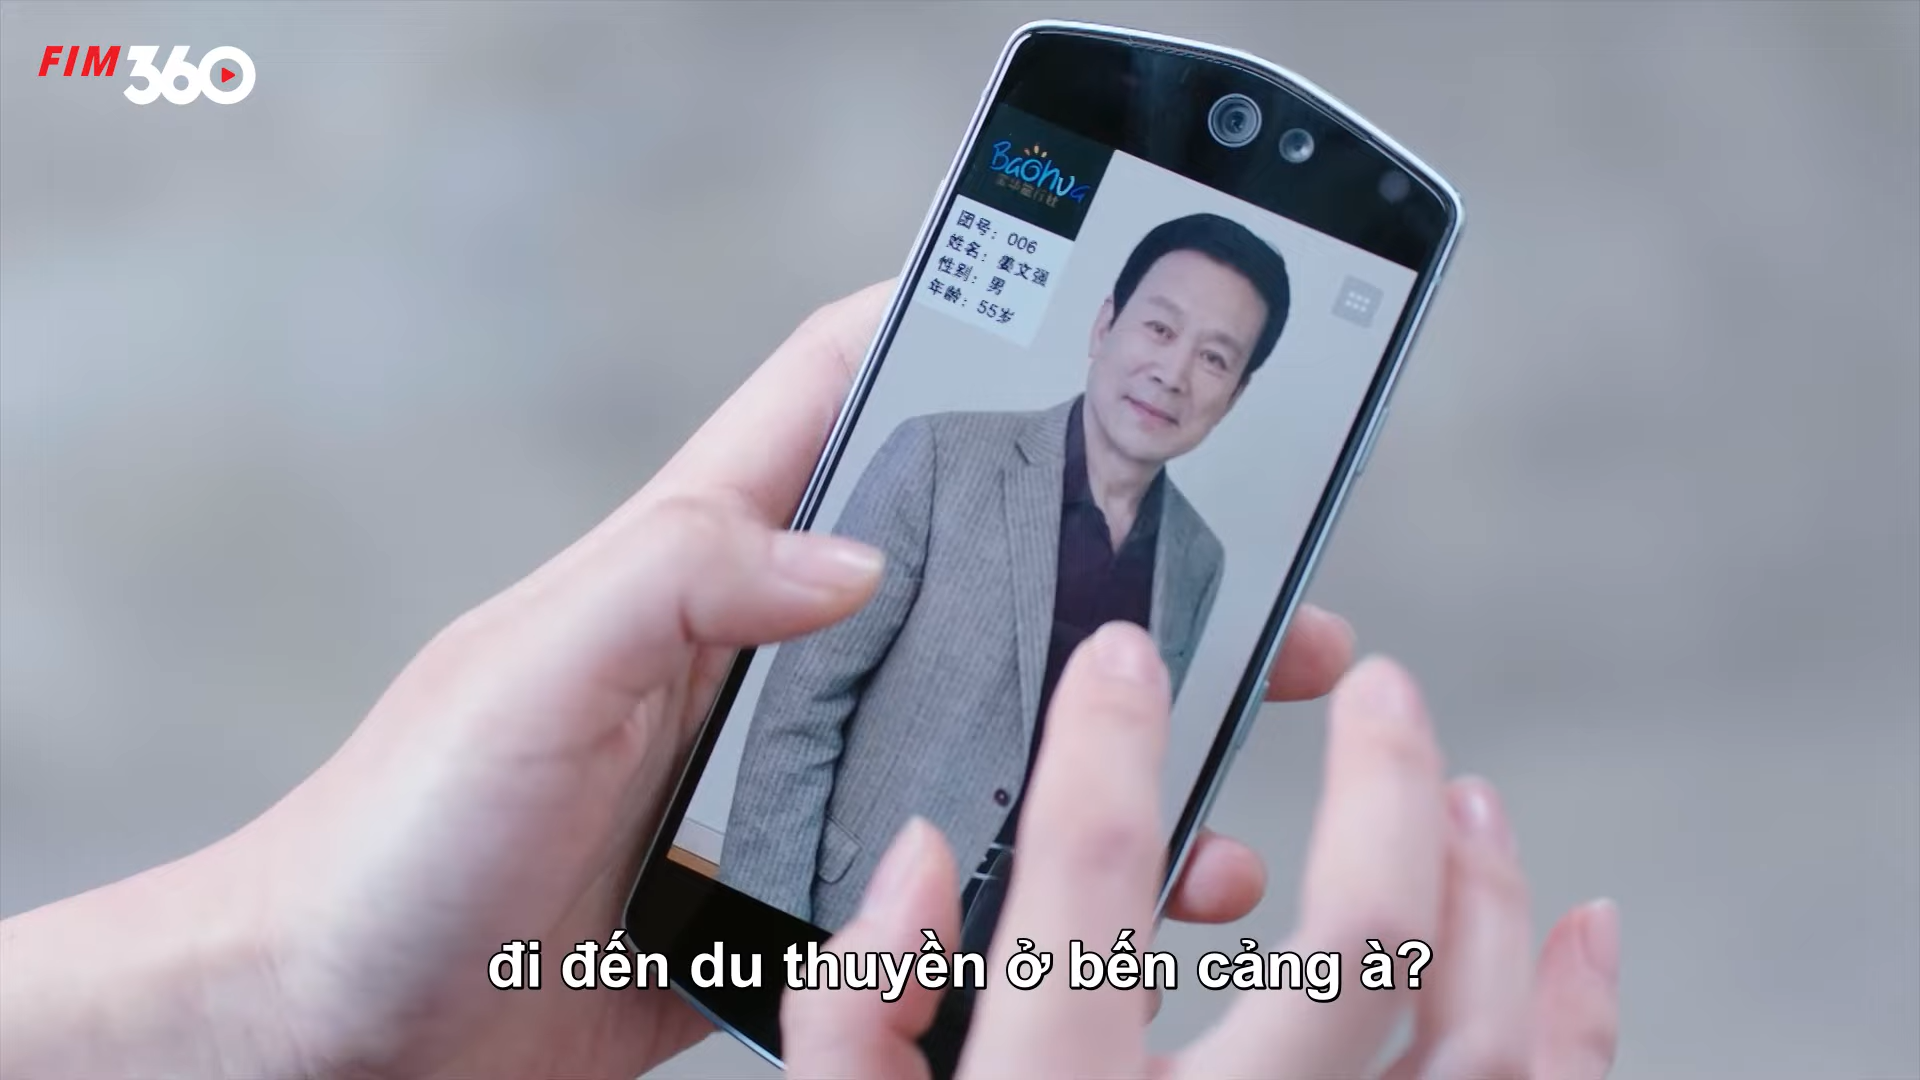 FIM360
Baohua
宝华旅行社
团号：006
姓名：姜文强
性别：男
年龄：55岁
đi đến du thuyền ở bến cảng à?